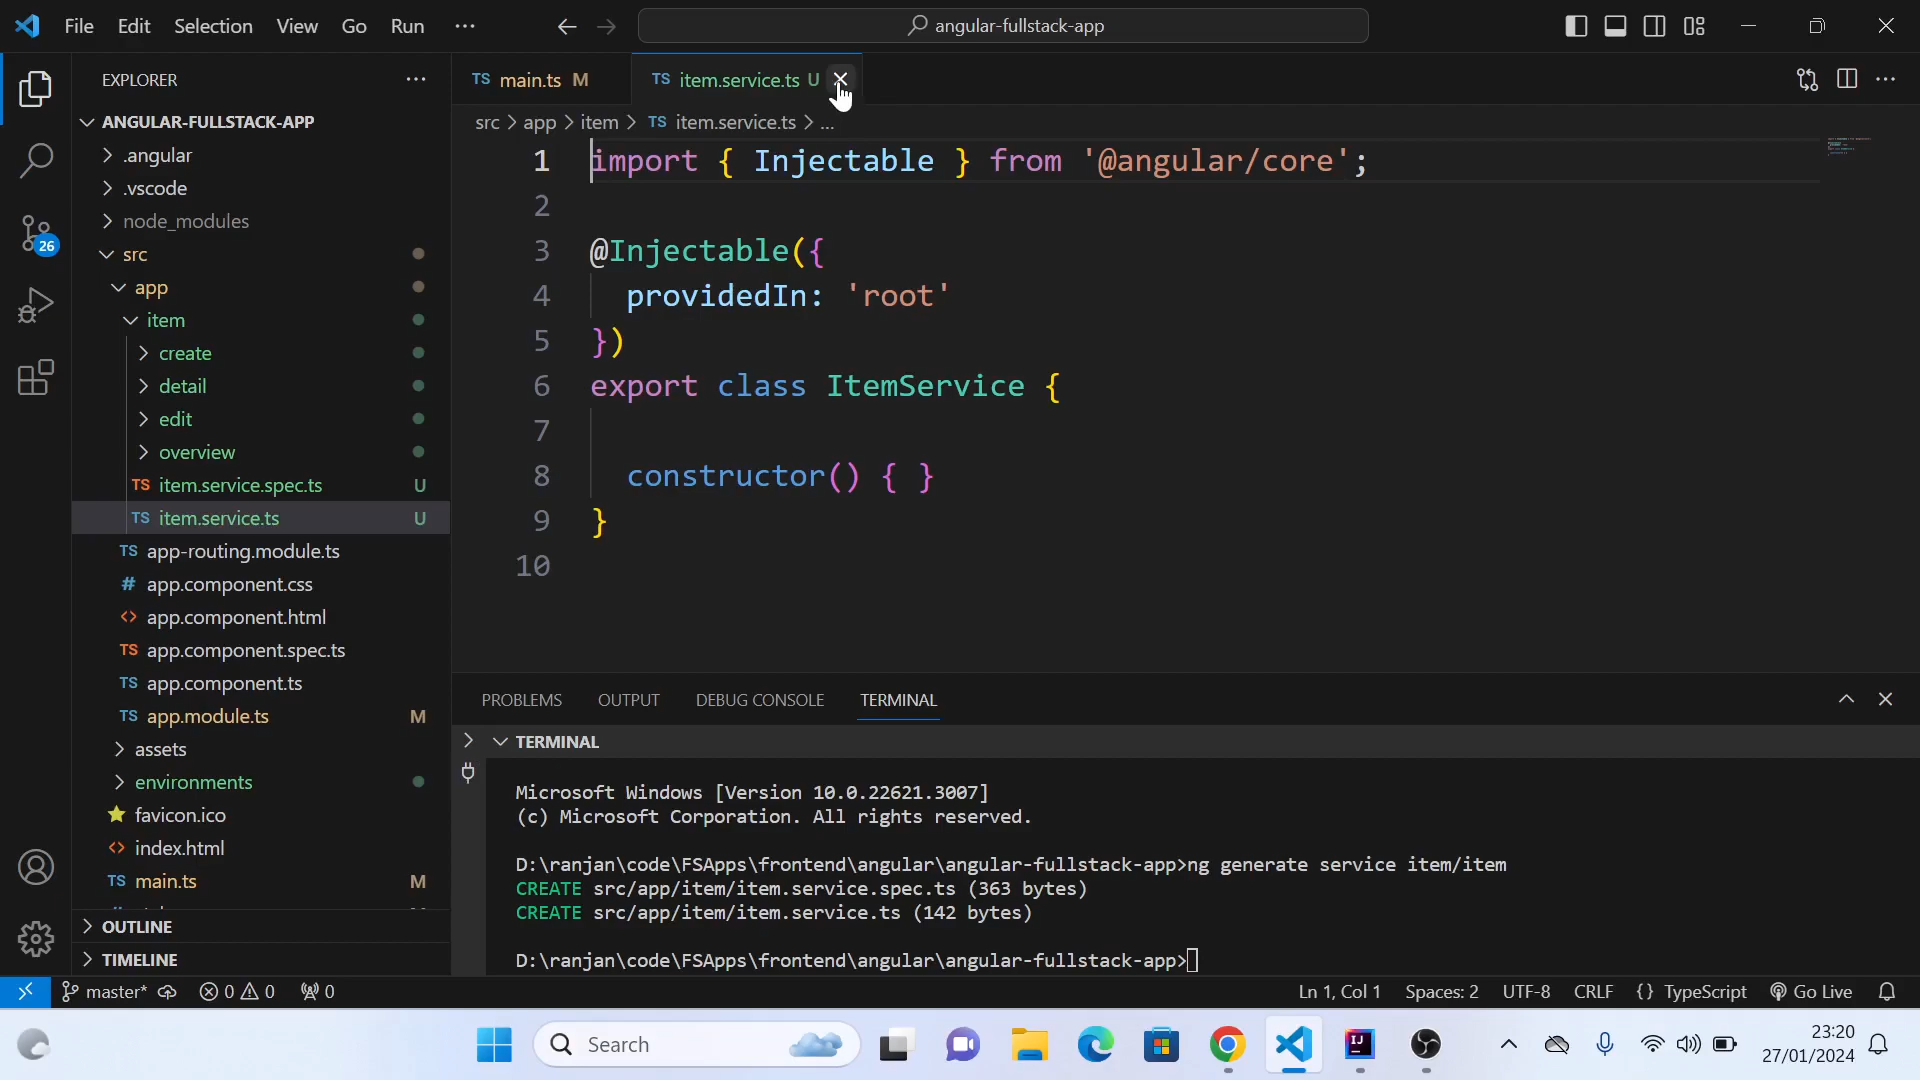 File Edit Selection View Go Run ··· angular-fullstack-app
EXPLORER ···
ANGULAR-FULLSTACK-APP
.angular
.vscode
node_modules
26
src
app
item
create
detail
edit
overview
TS item.service.spec.ts U
TS item.service.ts U
TS app-routing.module.ts
# app.component.css
<> app.component.html
TS app.component.spec.ts
TS app.component.ts
TS app.module.ts M
assets
environments
favicon.ico
<> index.html
TS main.ts M
OUTLINE
TIMELINE
TS main.ts M TS item.service.ts U
src > app > item > TS item.service.ts > ...
1 import { Injectable } from '@angular/core';
2
3 @Injectable({
4 providedIn: 'root'
5 })
6 export class ItemService {
7
8 constructor() { }
9 }
10
PROBLEMS OUTPUT DEBUG CONSOLE TERMINAL
TERMINAL
Microsoft Windows [Version 10.0.22621.3007]
(c) Microsoft Corporation. All rights reserved.
D:\ranjan\code\FSApps\frontend\angular\angular-fullstack-app>ng generate service item/item
CREATE src/app/item/item.service.spec.ts (363 bytes)
CREATE src/app/item/item.service.ts (142 bytes)
D:\ranjan\code\FSApps\frontend\angular\angular-fullstack-app>
master* 0 0 0 Ln 1, Col 1 Spaces: 2 UTF-8 CRLF {} TypeScript Go Live
Search
23:20
27/01/2024